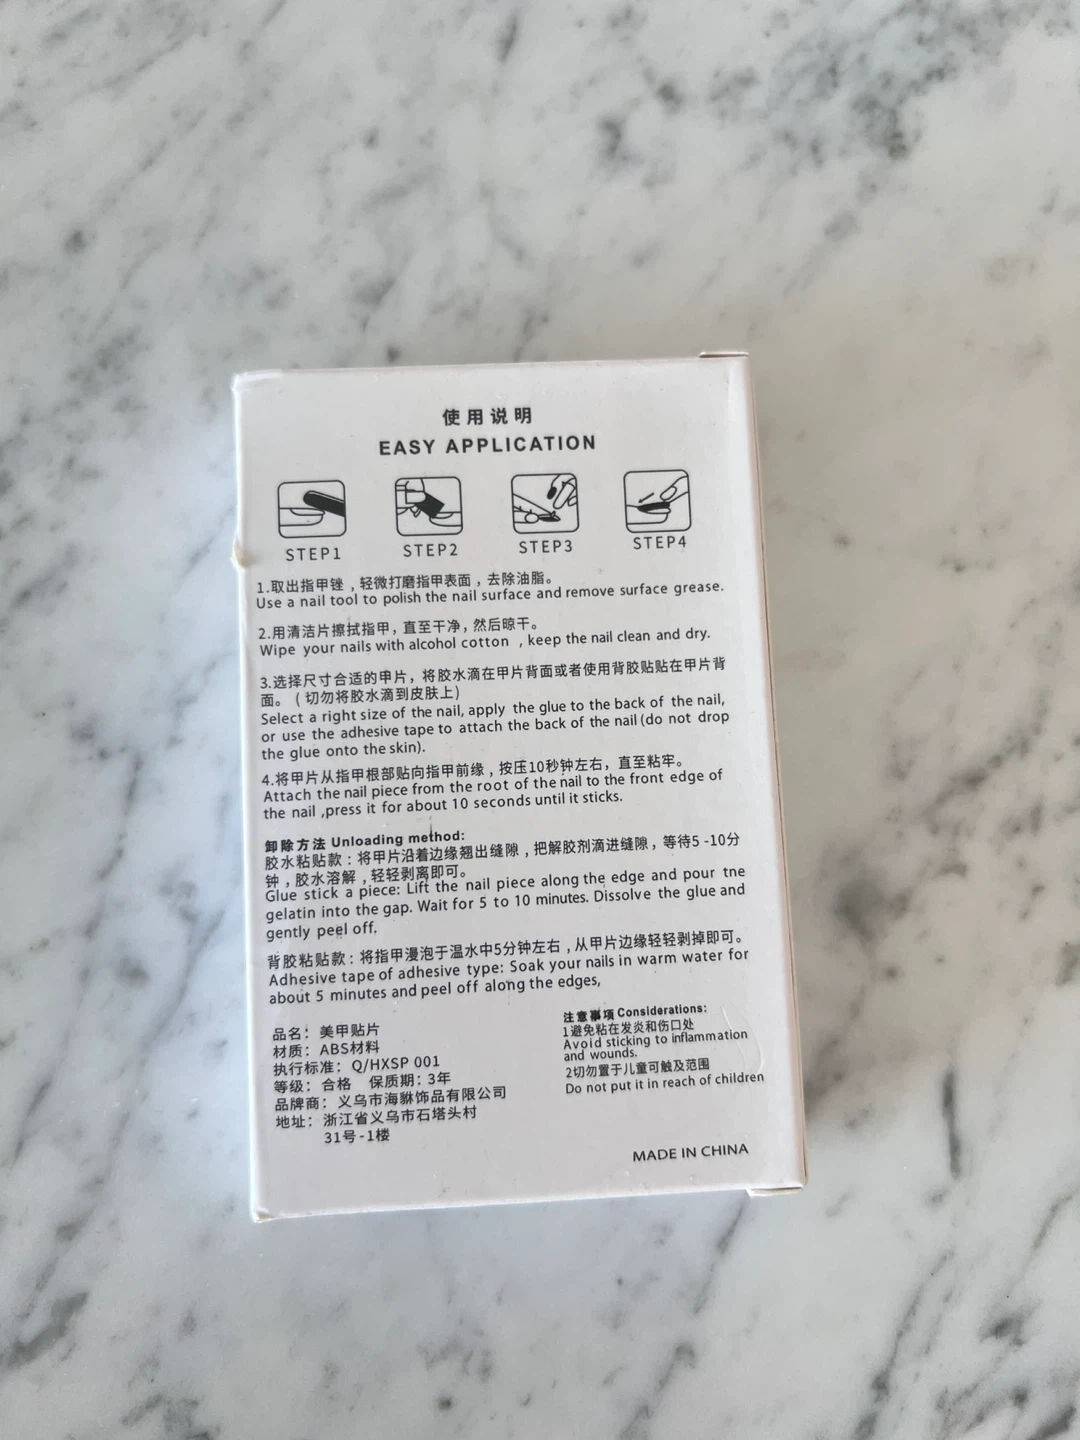 使用说明
EASY APPLICATION
STEP1 STEP2 STEP3 STEP4
1.取出指甲锉，轻微打磨指甲表面，去除油脂。
Use a nail tool to polish the nail surface and remove surface grease.
2.用清洁片擦拭指甲，直至干净，然后晾干。
Wipe your nails with alcohol cotton , keep the nail clean and dry.
3.选择尺寸合适的甲片，将胶水滴在甲片背面或者使用背胶贴贴在甲片背
面。（切勿将胶水滴到皮肤上)
Select a right size of the nail, apply the glue to the back of the nail,
or use the adhesive tape to attach the back of the nail (do not drop
the glue onto the skin).
4.将甲片从指甲根部贴向指甲前缘，按压10秒钟左右，直至粘牢。
Attach the nail piece from the root of the nail to the front edge of
the nail ,press it for about 10 seconds until it sticks.
卸除方法 Unloading method:
胶水粘贴款：将甲片沿着边缘翘出缝隙，把解胶剂滴进缝隙，等待5-10分
钟，胶水溶解，轻轻剥离即可。
Glue stick a piece: Lift the nail piece along the edge and pour tne
gelatin into the gap. Wait for 5 to 10 minutes. Dissolve the glue and
gently peel off.
背胶粘贴款：将指甲漫泡于温水中5分钟左右，从甲片边缘轻轻剥掉即可。
Adhesive tape of adhesive type: Soak your nails in warm water for
about 5 minutes and peel off along the edges,
品名：美甲贴片
材质：ABS材料
执行标准：Q/HXSP 001
等级：合格 保质期：3年
品牌商：义乌市海貅饰品有限公司
地址：浙江省义乌市石塔头村
31号-1楼
注意事项 Considerations:
1避免粘在发炎和伤口处
Avoid sticking to inflammation
and wounds.
2切勿置于儿童可触及范围
Do not put it in reach of children
MADE IN CHINA